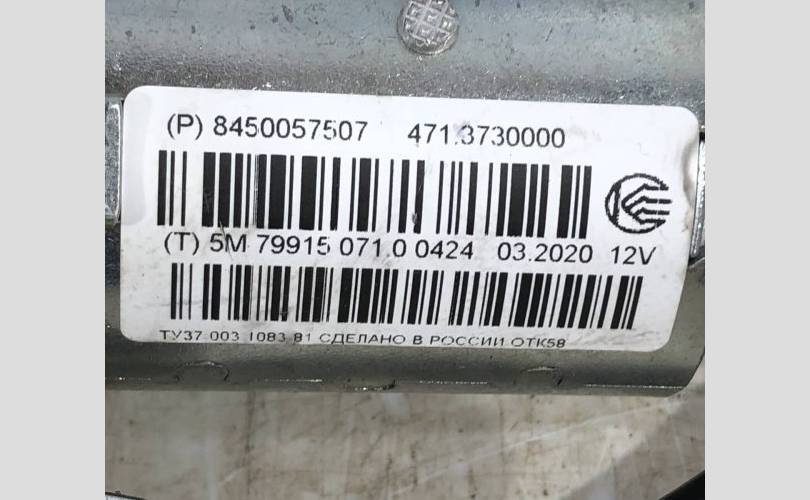 (P) 8450057507 471.3730000
(T) 5M 79915 071.0 0424 03.2020 12V
ТУ37 003 1083 81 СДЕЛАНО В РОССИИ ОТК58